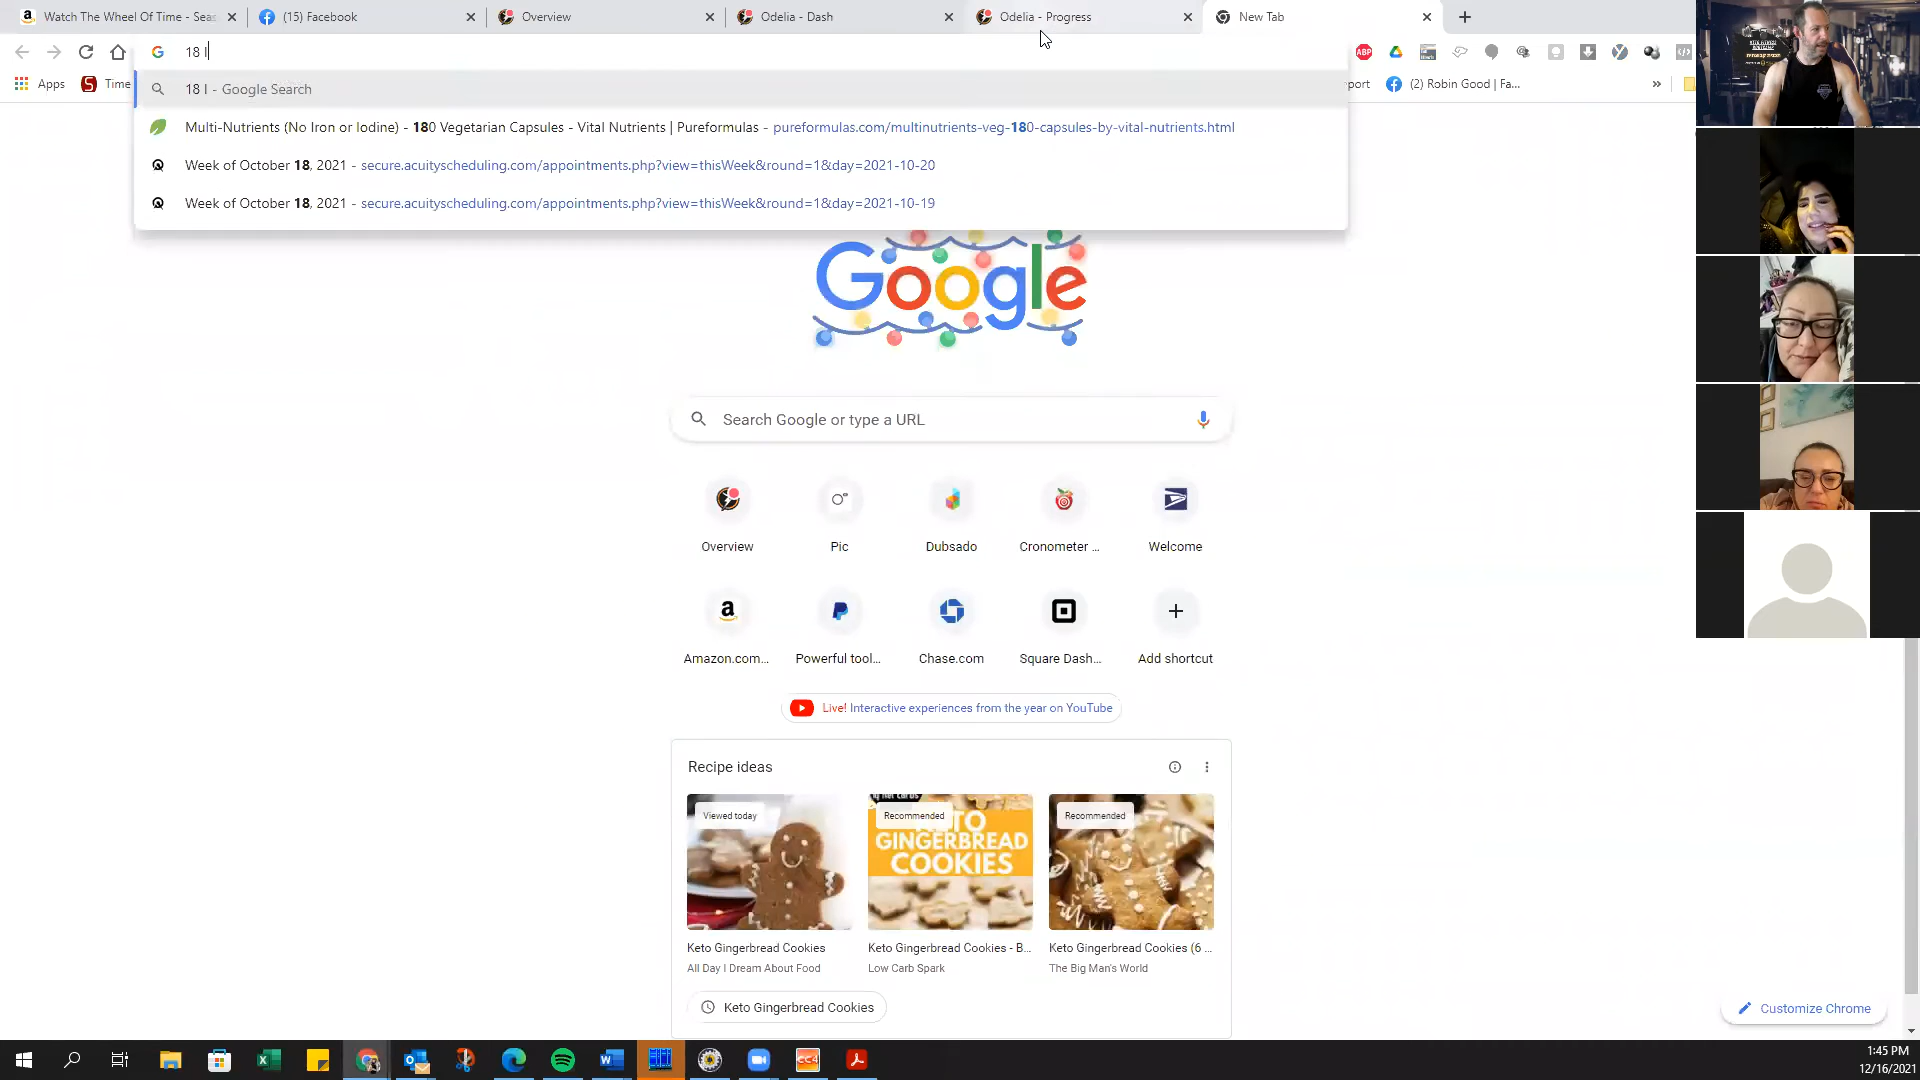 Watch The Wheel Of Time - Seas
(15) Facebook
Overview
Odelia - Dash
Odelia - Progress
New Tab
18 l
ABP
Apps
Time
port
(2) Robin Good | Fa...
18 l - Google Search
Multi-Nutrients (No Iron or Iodine) - 180 Vegetarian Capsules - Vital Nutrients | Pureformulas - pureformulas.com/multinutrients-veg-180-capsules-by-vital-nutrients.html
Week of October 18, 2021 - secure.acuityscheduling.com/appointments.php?view=thisWeek&round=1&day=2021-10-20
Week of October 18, 2021 - secure.acuityscheduling.com/appointments.php?view=thisWeek&round=1&day=2021-10-19
Google
Search Google or type a URL
Overview
Pic
Dubsado
Cronometer ...
Welcome
Amazon.com...
Powerful tool...
Chase.com
Square Dash...
Add shortcut
Live! Interactive experiences from the year on YouTube
Recipe ideas
Viewed today
Recommended
Recommended
GINGERBREAD
COOKIES
Keto Gingerbread Cookies
Keto Gingerbread Cookies - B...
Keto Gingerbread Cookies (6 ...
All Day I Dream About Food
Low Carb Spark
The Big Man's World
Keto Gingerbread Cookies
Customize Chrome
CC4
1:45 PM
12/16/2021